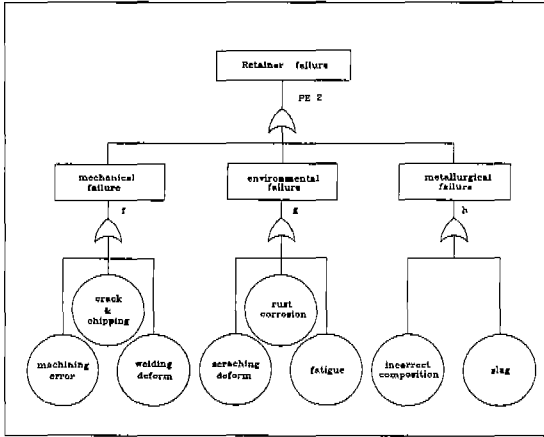 Retainer failure
PE 2
mechanical
failure
environmental
failure
metallurgical
failure
f
g
h
crack
&
chipping
rust
corrosion
machining
error
welding
deform
scraching
deform
fatigue
incorrect
composition
slag